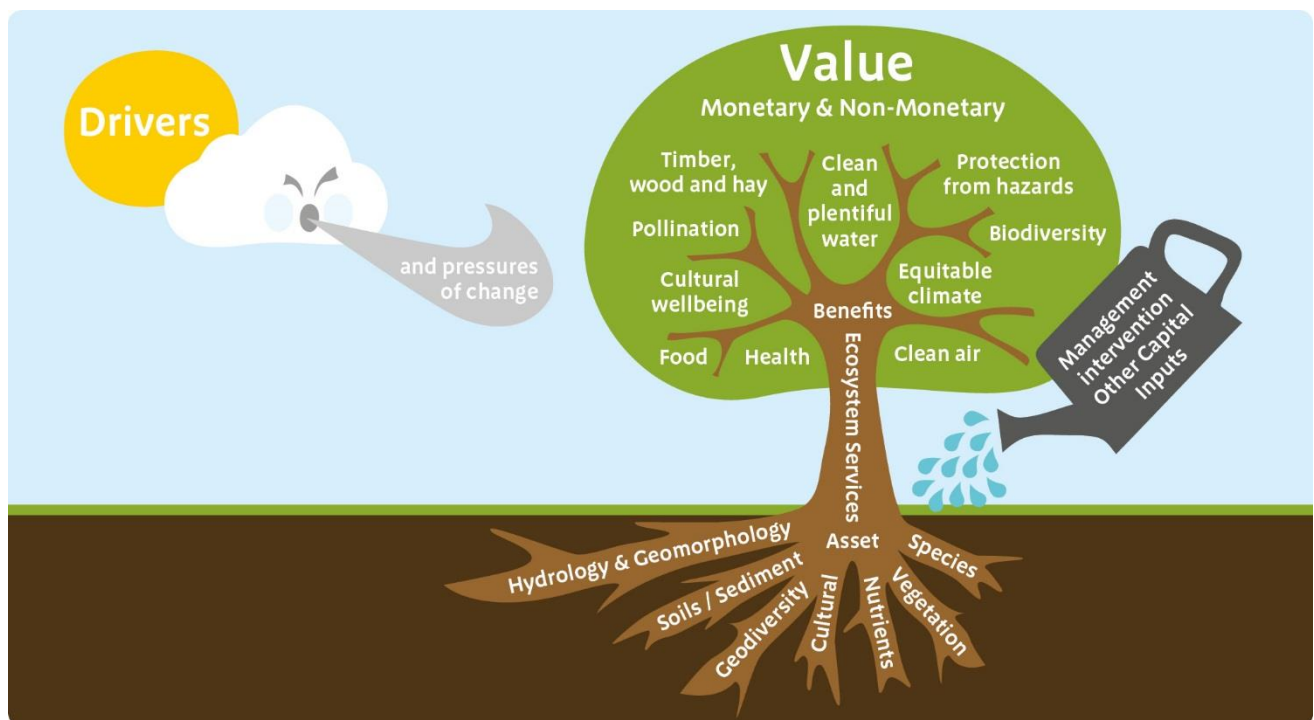 Drivers
and pressures
of change
Value
Monetary & Non-Monetary
Timber,
wood and hay
Clean
and
plentiful
water
Protection
from hazards
Pollination
Biodiversity
Cultural
wellbeing
Equitable
climate
Benefits
Food
Health
Clean air
Ecosystem Services
Management
intervention
Other Capital
Inputs
Asset
Hydrology & Geomorphology
Soils / Sediment
Geodiversity
Cultural
Nutrients
Vegetation
Species